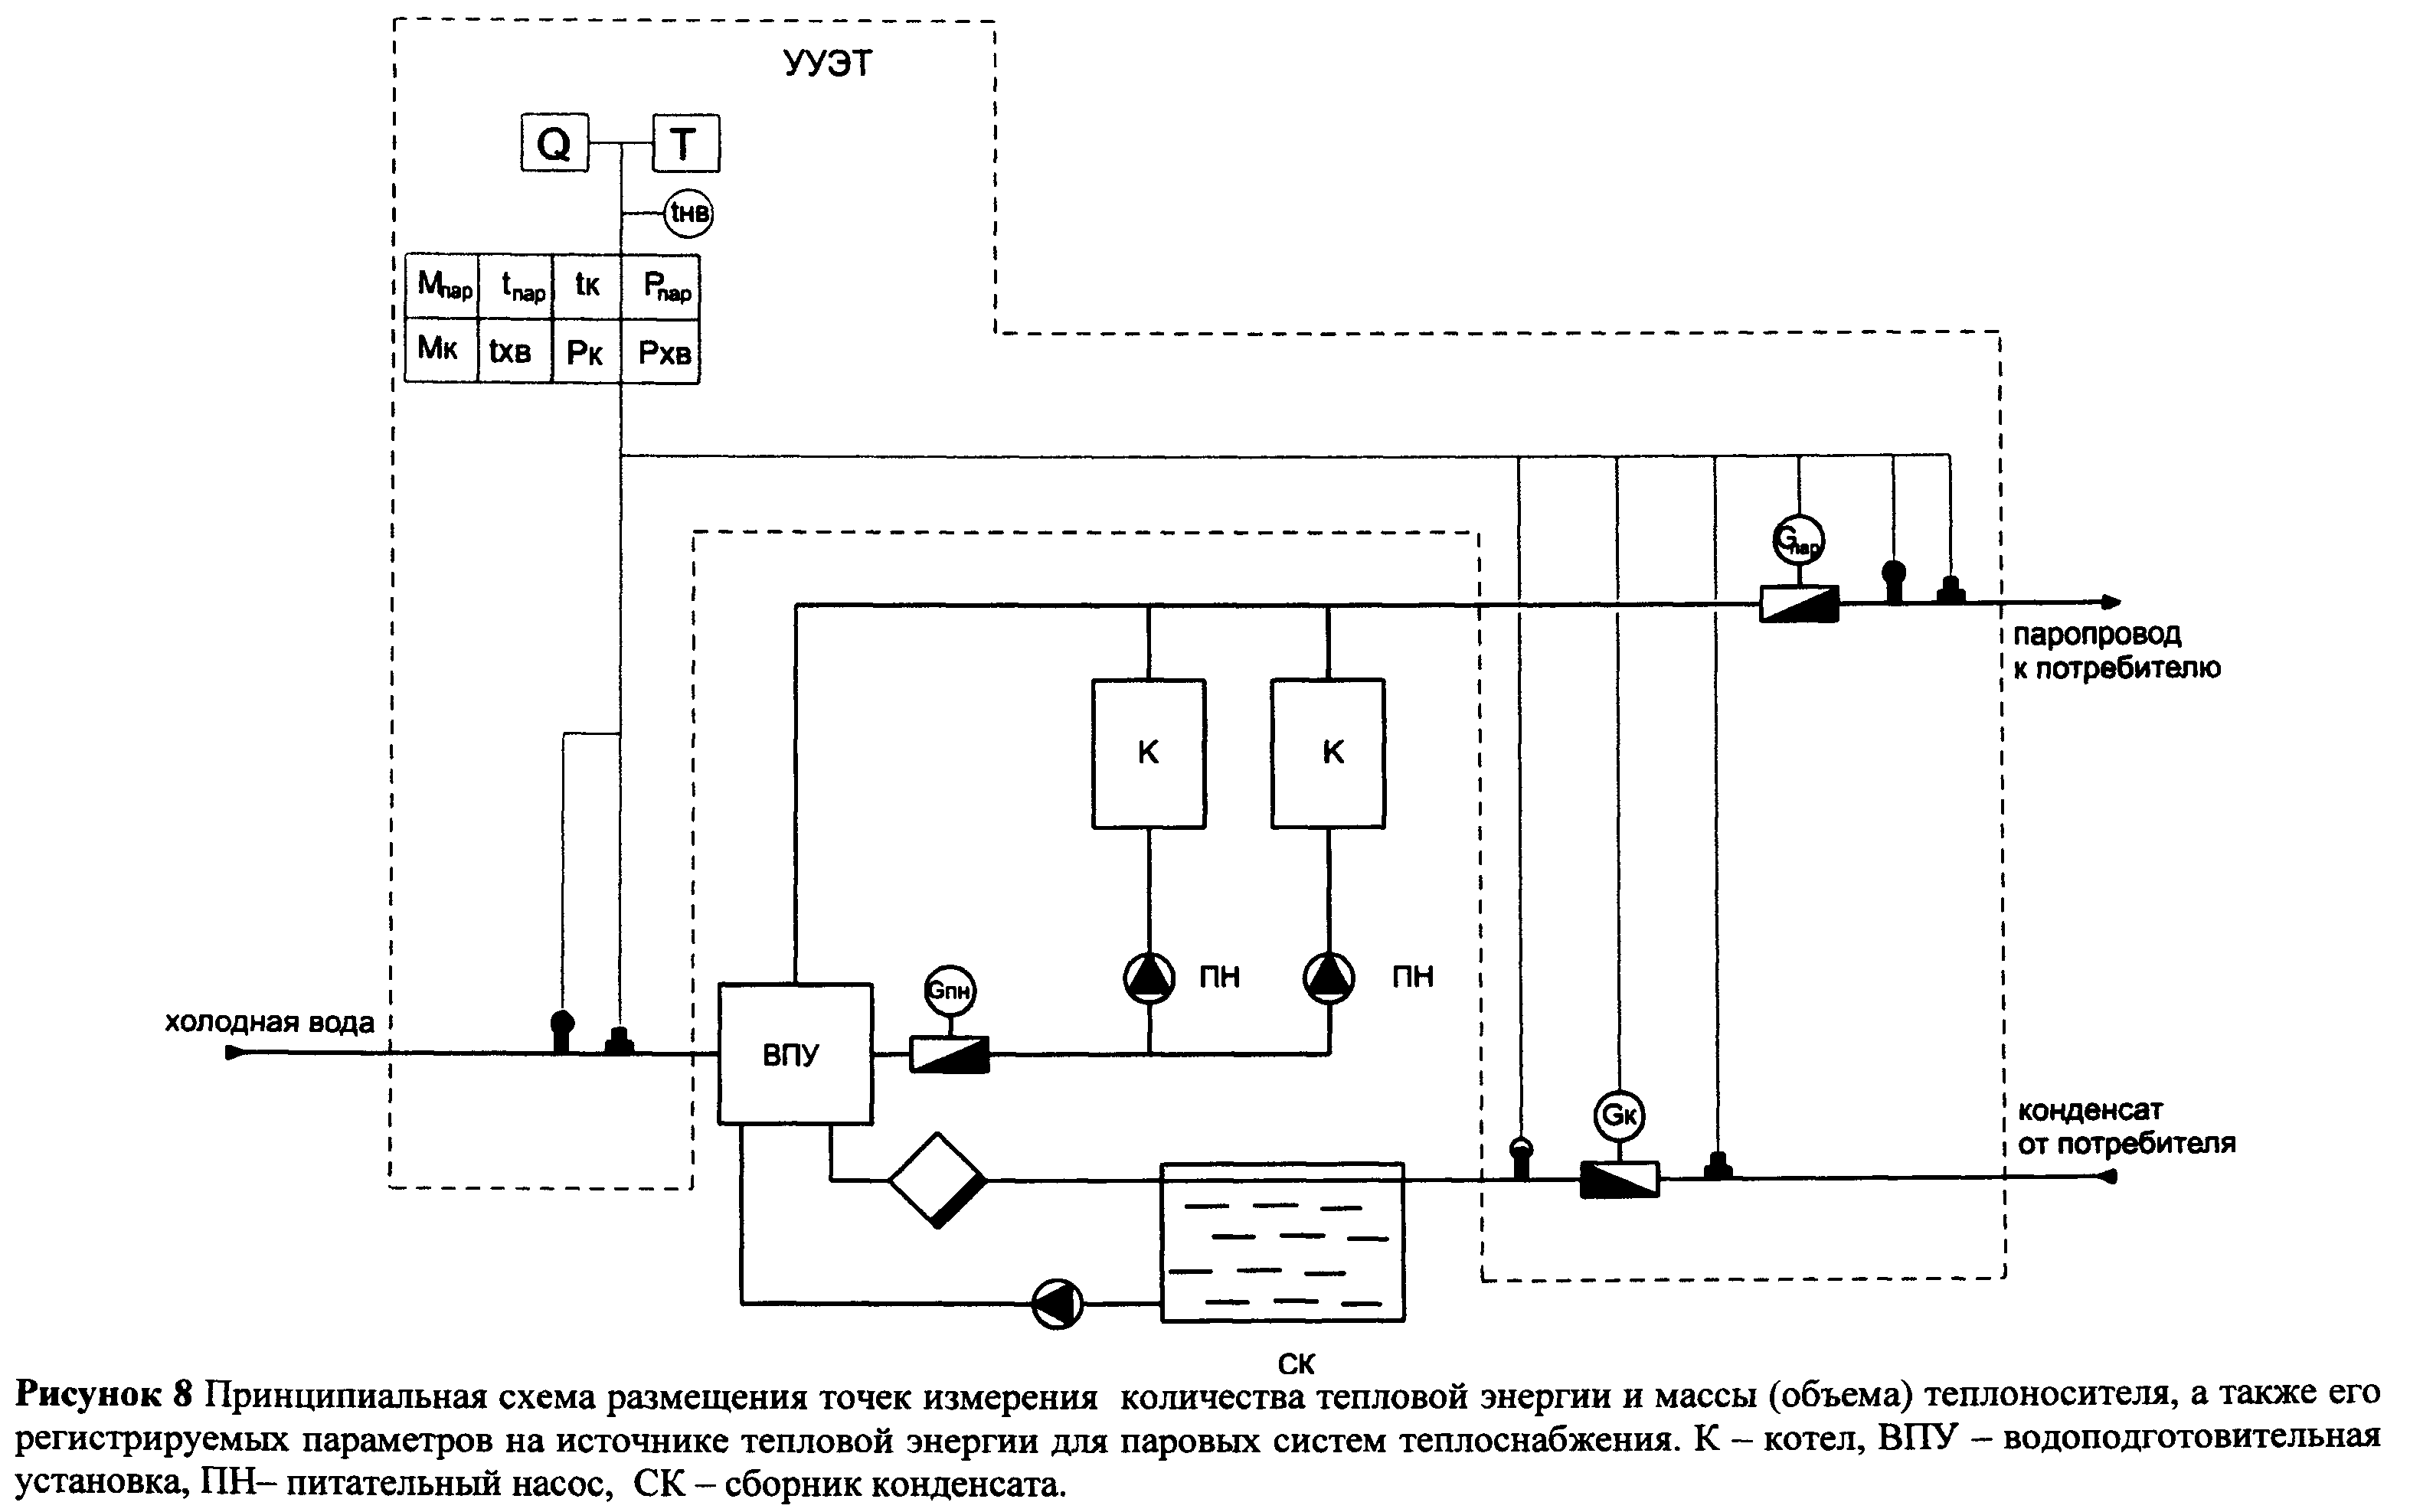 УУЭТ
Q T
tнв
Mпар tпар tк Pпар
Mк tхв Pк Pхв
Gпар
паропровод
к потребителю
К К
ПН ПН
Gпн
холодная вода
ВПУ
Gк
конденсат
от потребителя
СК
Рисунок 8 Принципиальная схема размещения точек измерения количества тепловой энергии и массы (объема) теплоносителя, а также его
регистрируемых параметров на источнике тепловой энергии для паровых систем теплоснабжения. К – котел, ВПУ – водоподготовительная
установка, ПН– питательный насос, СК – сборник конденсата.